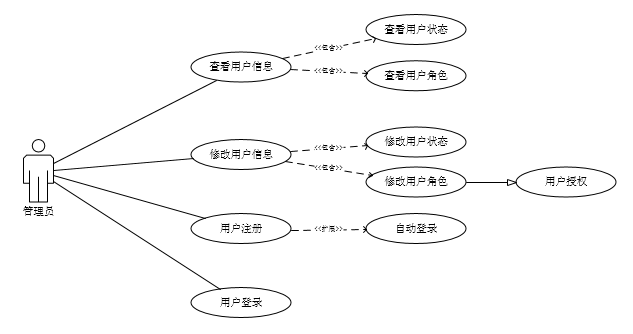 查看用户状态
<<包含>>
查看用户信息
<<包含>>
查看用户角色
修改用户状态
<<包含>>
修改用户信息
<<包含>>
修改用户角色
用户授权
管理员
用户注册
<<扩展>>
自动登录
用户登录